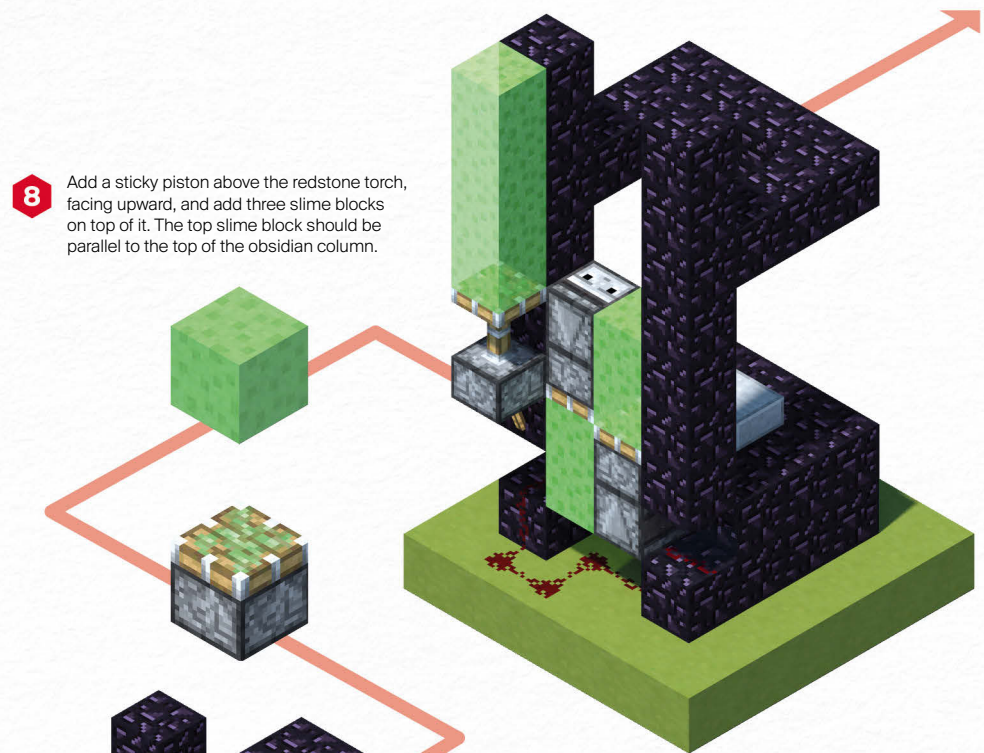 8
Add a sticky piston above the redstone torch,
facing upward, and add three slime blocks
on top of it. The top slime block should be
parallel to the top of the obsidian column.